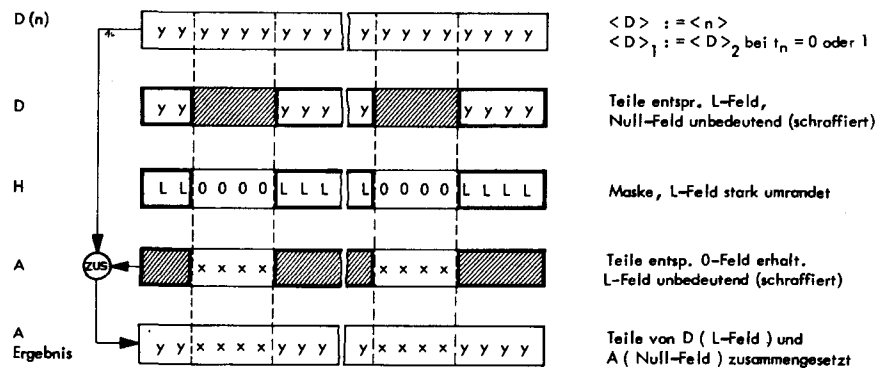 D (n)
y y y y y y y y y y y y y y y y
< D > : = < n >
< D >1 : = < D >2 bei tn = 0 oder 1
D
y y y y y y y y y y
Teile entspr. L-Feld,
Null-Feld unbedeutend (schraffiert)
H
L L 0 0 0 0 L L L L 0 0 0 0 L L L L
Maske, L-Feld stark umrandet
A
ZUS
x x x x x x x x
Teile entsp. 0-Feld erhalt.
L-Feld unbedeutend (schraffiert)
A
Ergebnis
y y x x x x y y y y x x x x y y y y
Teile von D ( L-Feld ) und
A ( Null-Feld ) zusammengesetzt